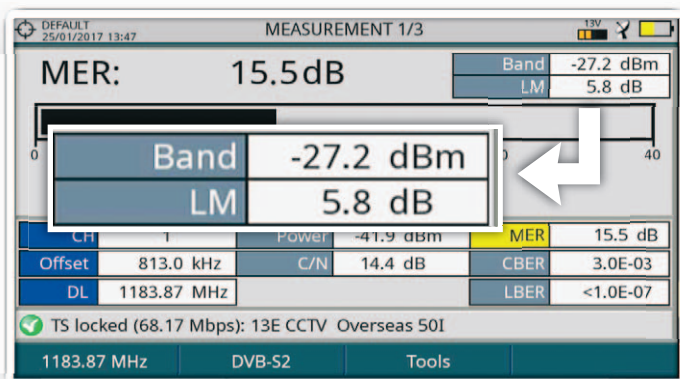 DEFAULT
25/01/2017 13:47
MEASUREMENT 1/3
13V
MER: 15.5dB
Band -27.2 dBm
LM 5.8 dB
Band -27.2 dBm
LM 5.8 dB
0 40
CH 1 Power -41.9 dBm MER 15.5 dB
Offset 813.0 kHz C/N 14.4 dB CBER 3.0E-03
DL 1183.87 MHz LBER <1.0E-07
TS locked (68.17 Mbps): 13E CCTV Overseas 50I
1183.87 MHz DVB-S2 Tools